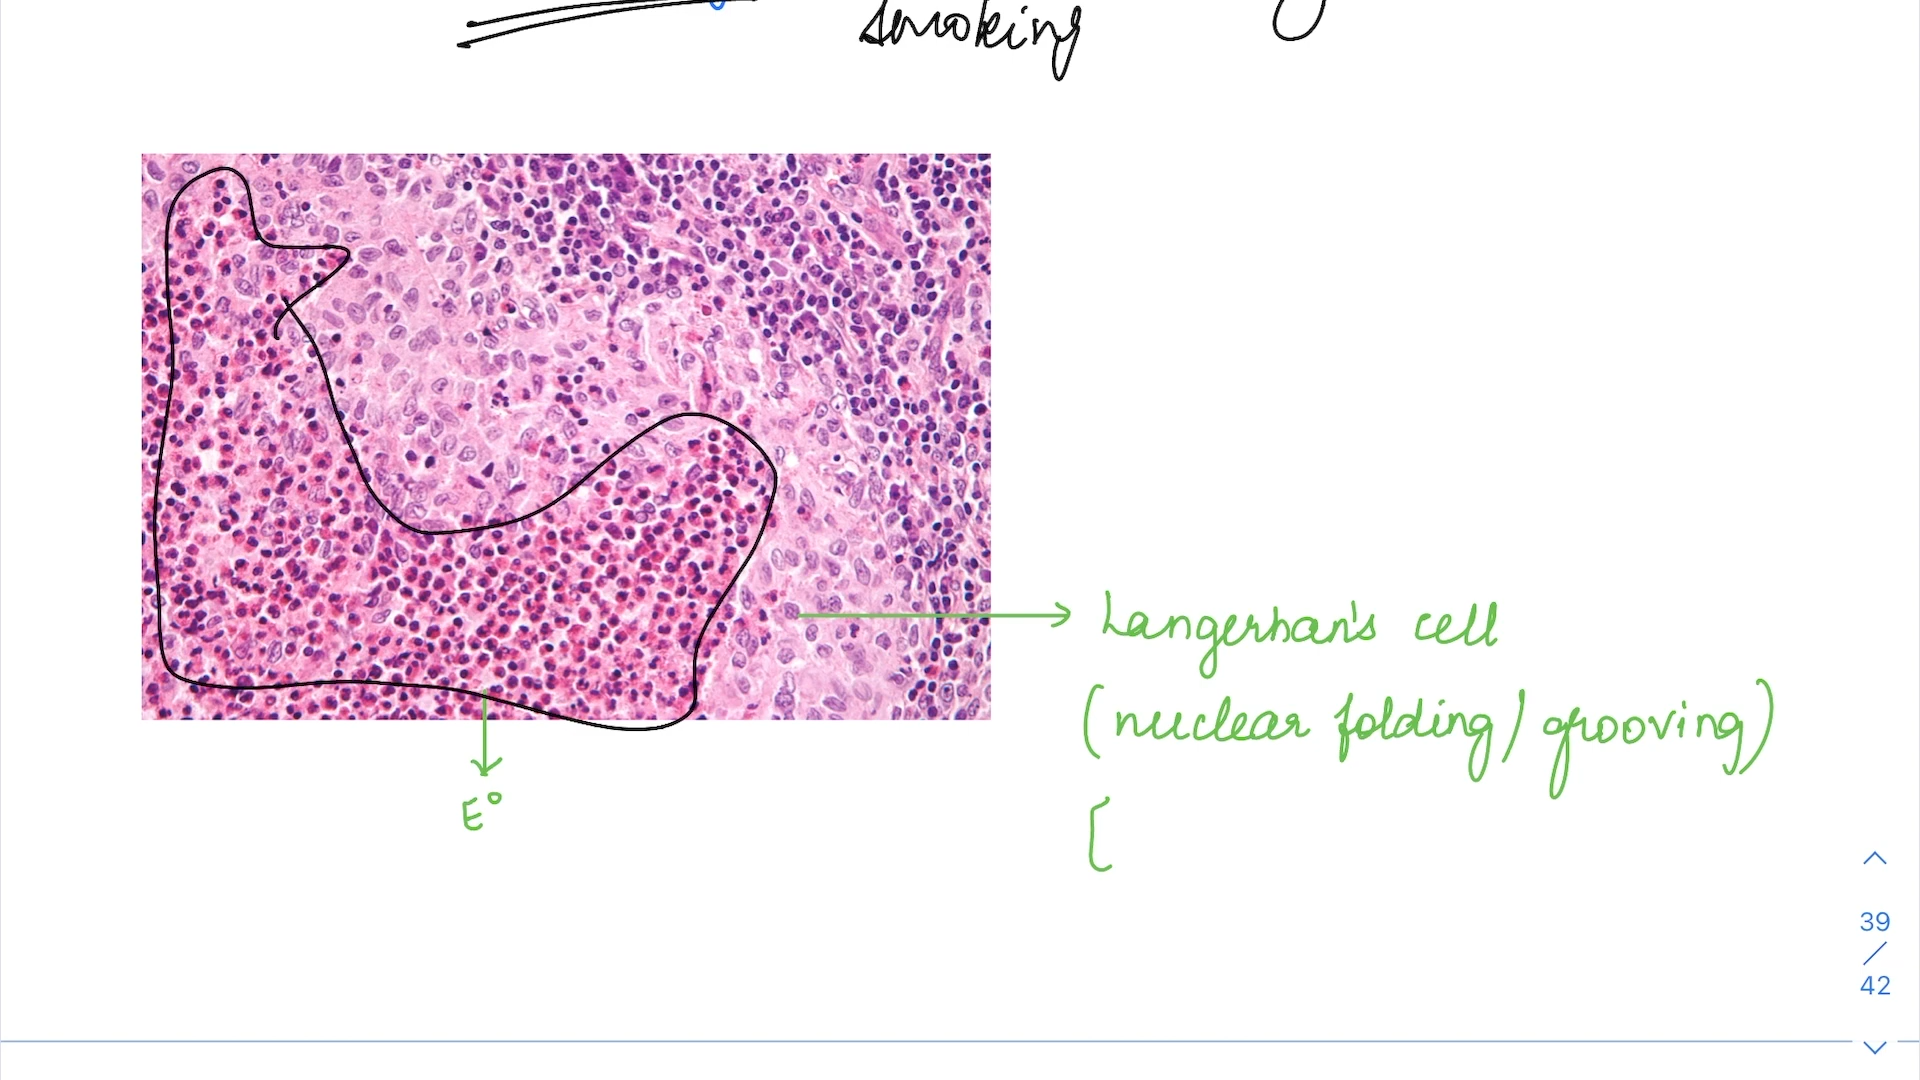 smoking
Langerhan's cell
(nuclear folding / grooving)
[
E°
39
/
42